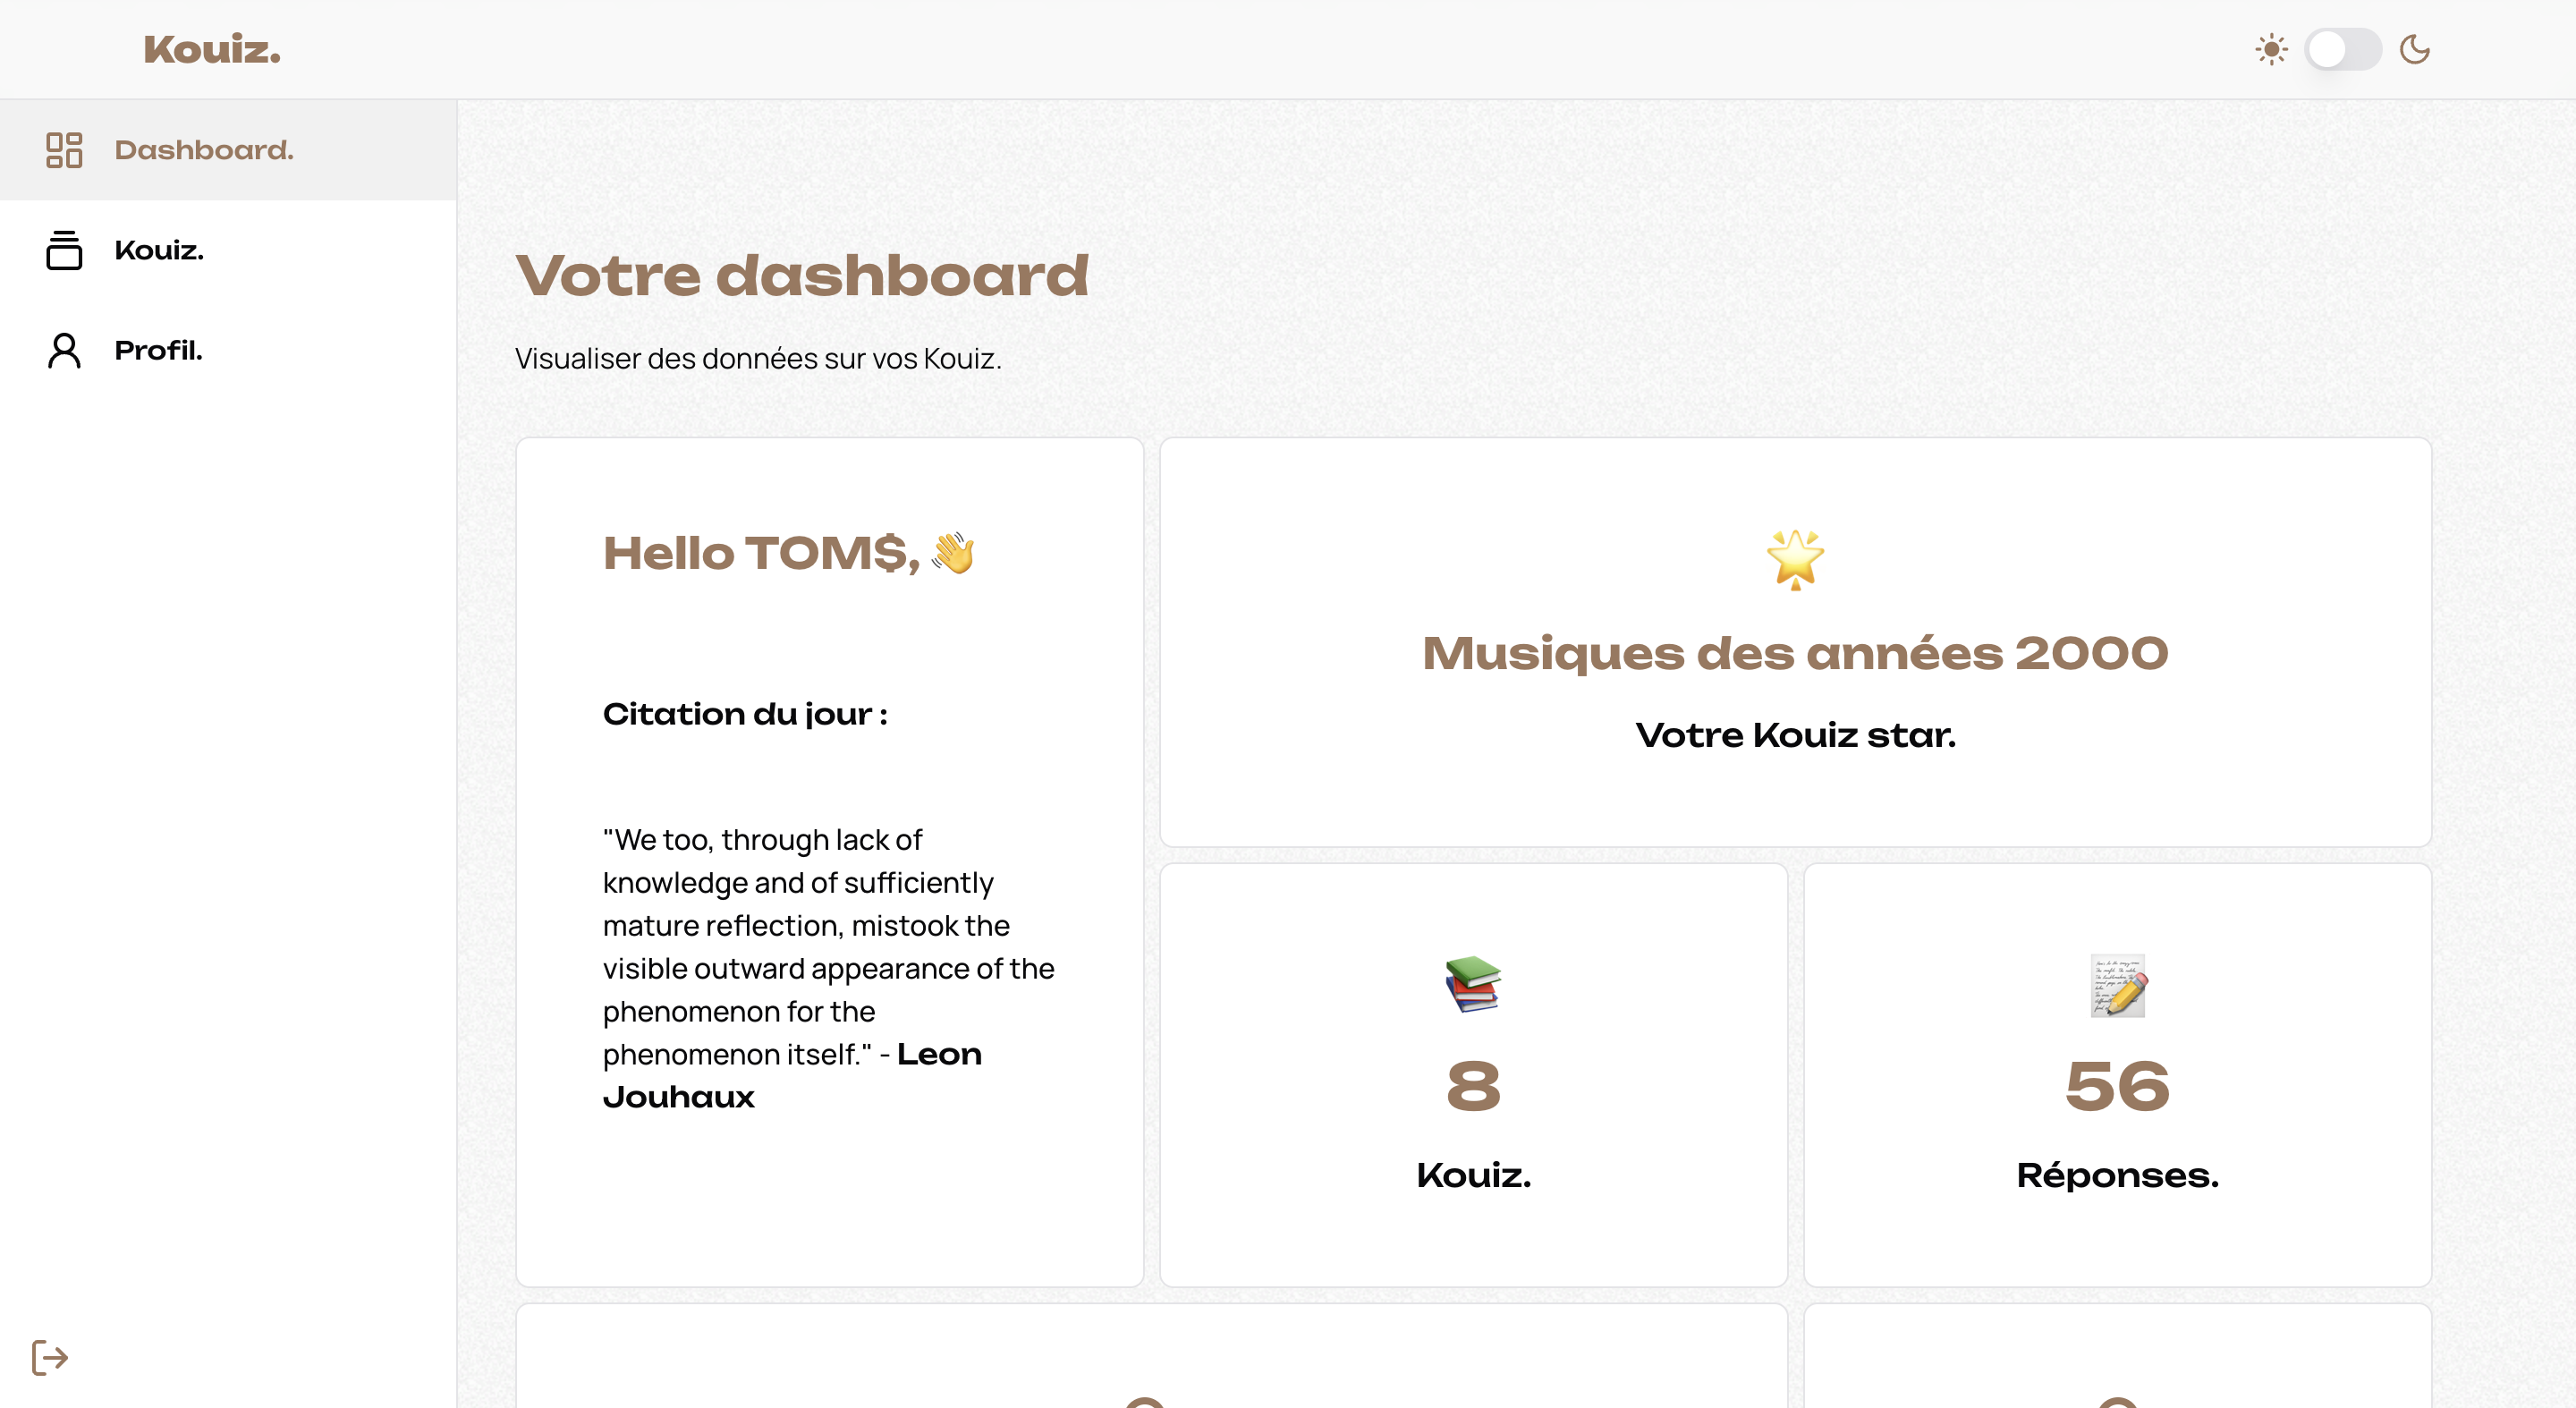 Kouiz.
Dashboard.
Kouiz.
Profil.
Votre dashboard
Visualiser des données sur vos Kouiz.
Hello TOM$, 👋
Citation du jour :
"We too, through lack of
knowledge and of sufficiently
mature reflection, mistook the
visible outward appearance of the
phenomenon for the
phenomenon itself." - Leon
Jouhaux
Musiques des années 2000
Votre Kouiz star.
8
Kouiz.
56
Réponses.